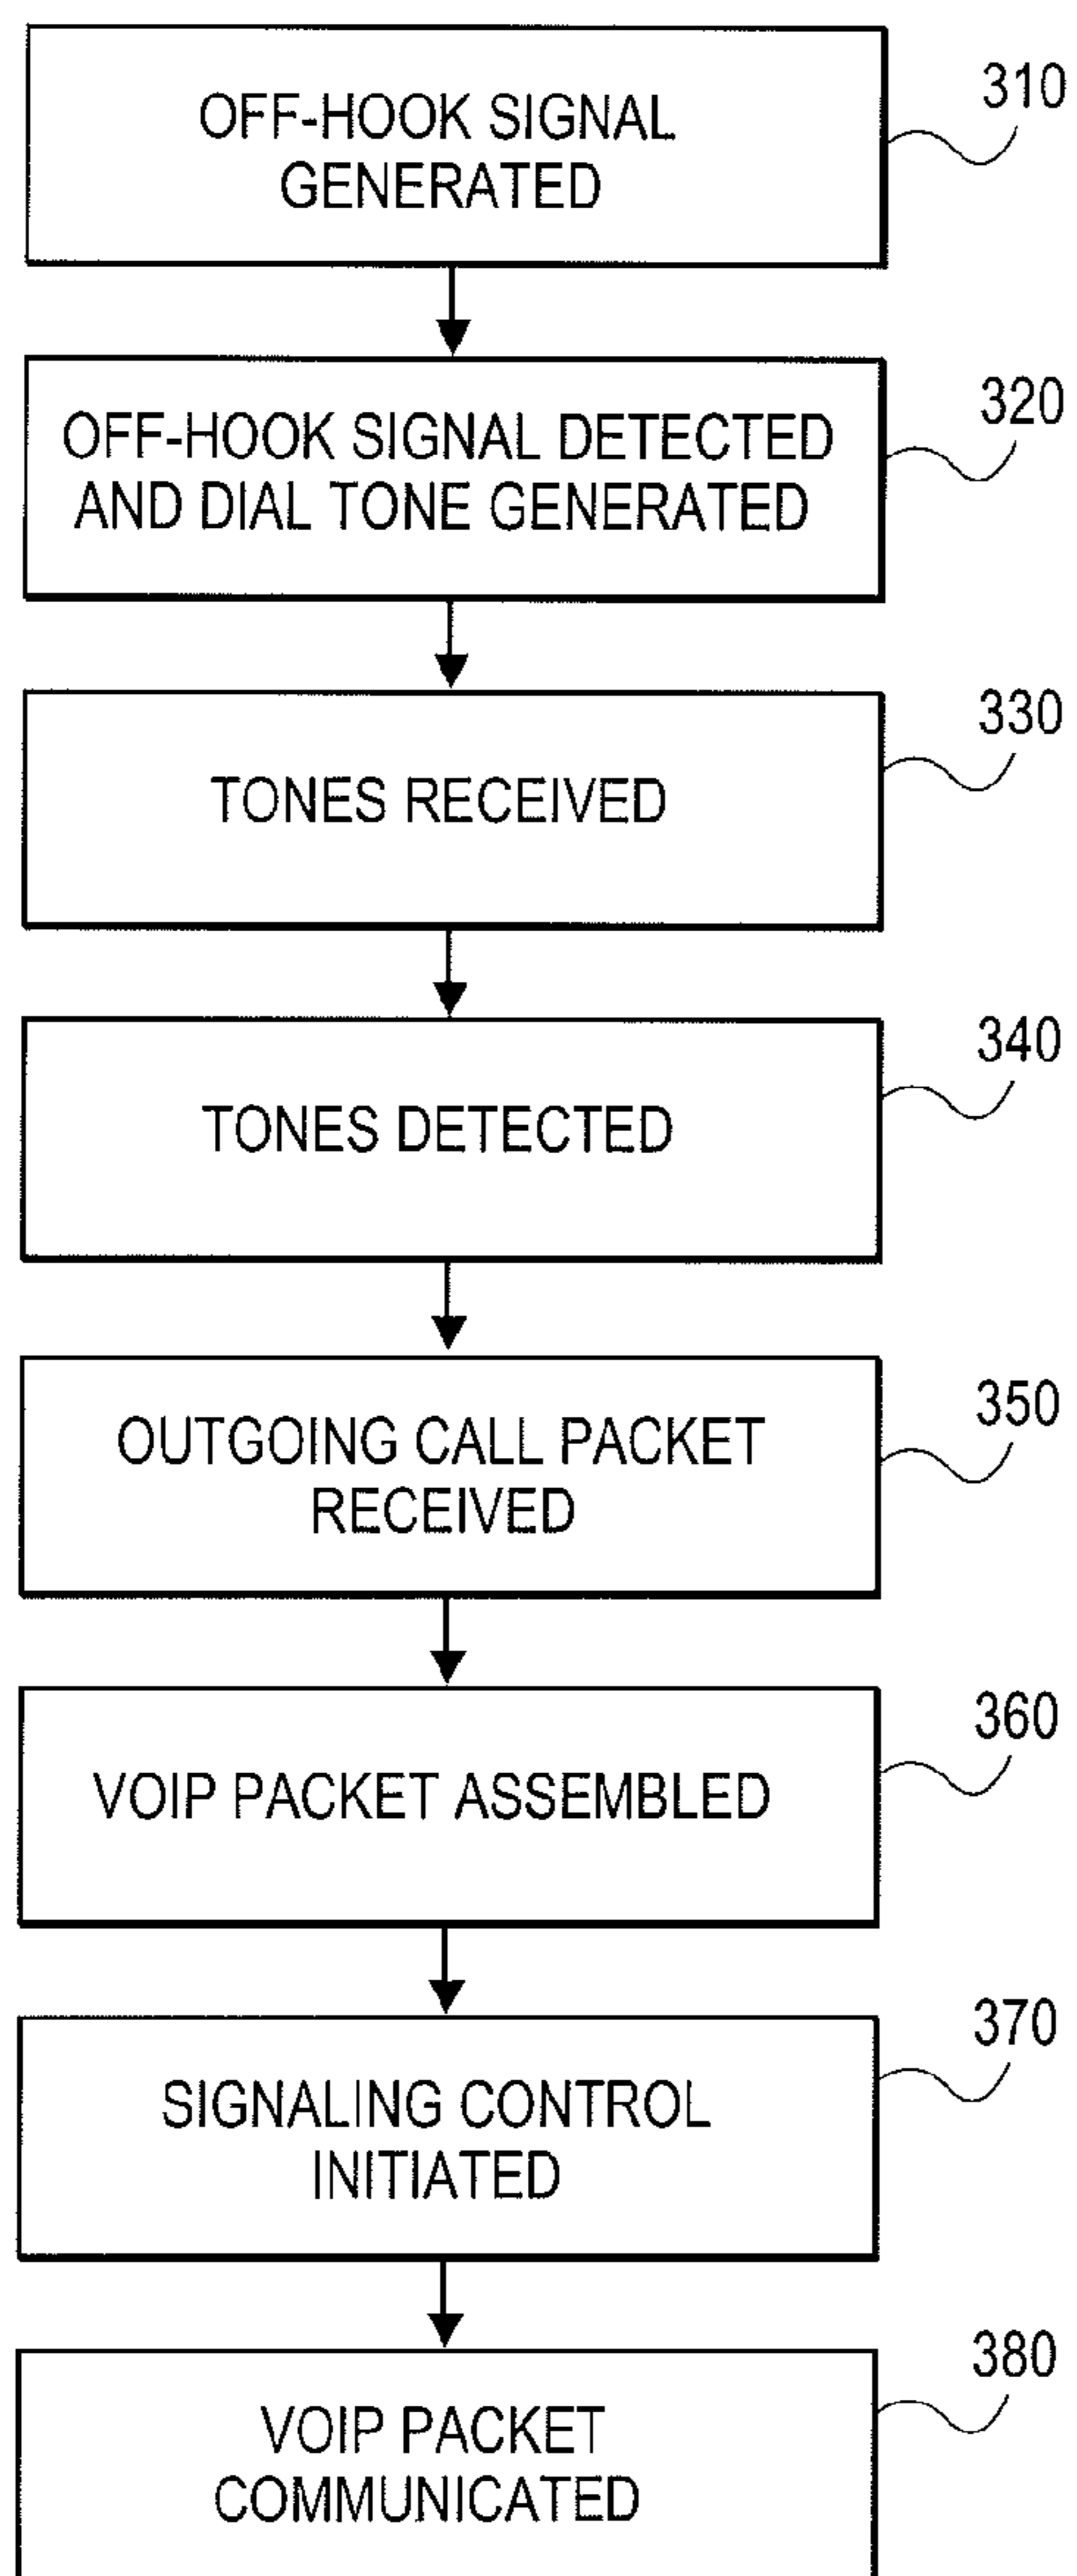 OFF-HOOK SIGNAL
GENERATED
310
OFF-HOOK SIGNAL DETECTED
AND DIAL TONE GENERATED
320
TONES RECEIVED
330
TONES DETECTED
340
OUTGOING CALL PACKET
RECEIVED
350
VOIP PACKET ASSEMBLED
360
SIGNALING CONTROL
INITIATED
370
VOIP PACKET
COMMUNICATED
380